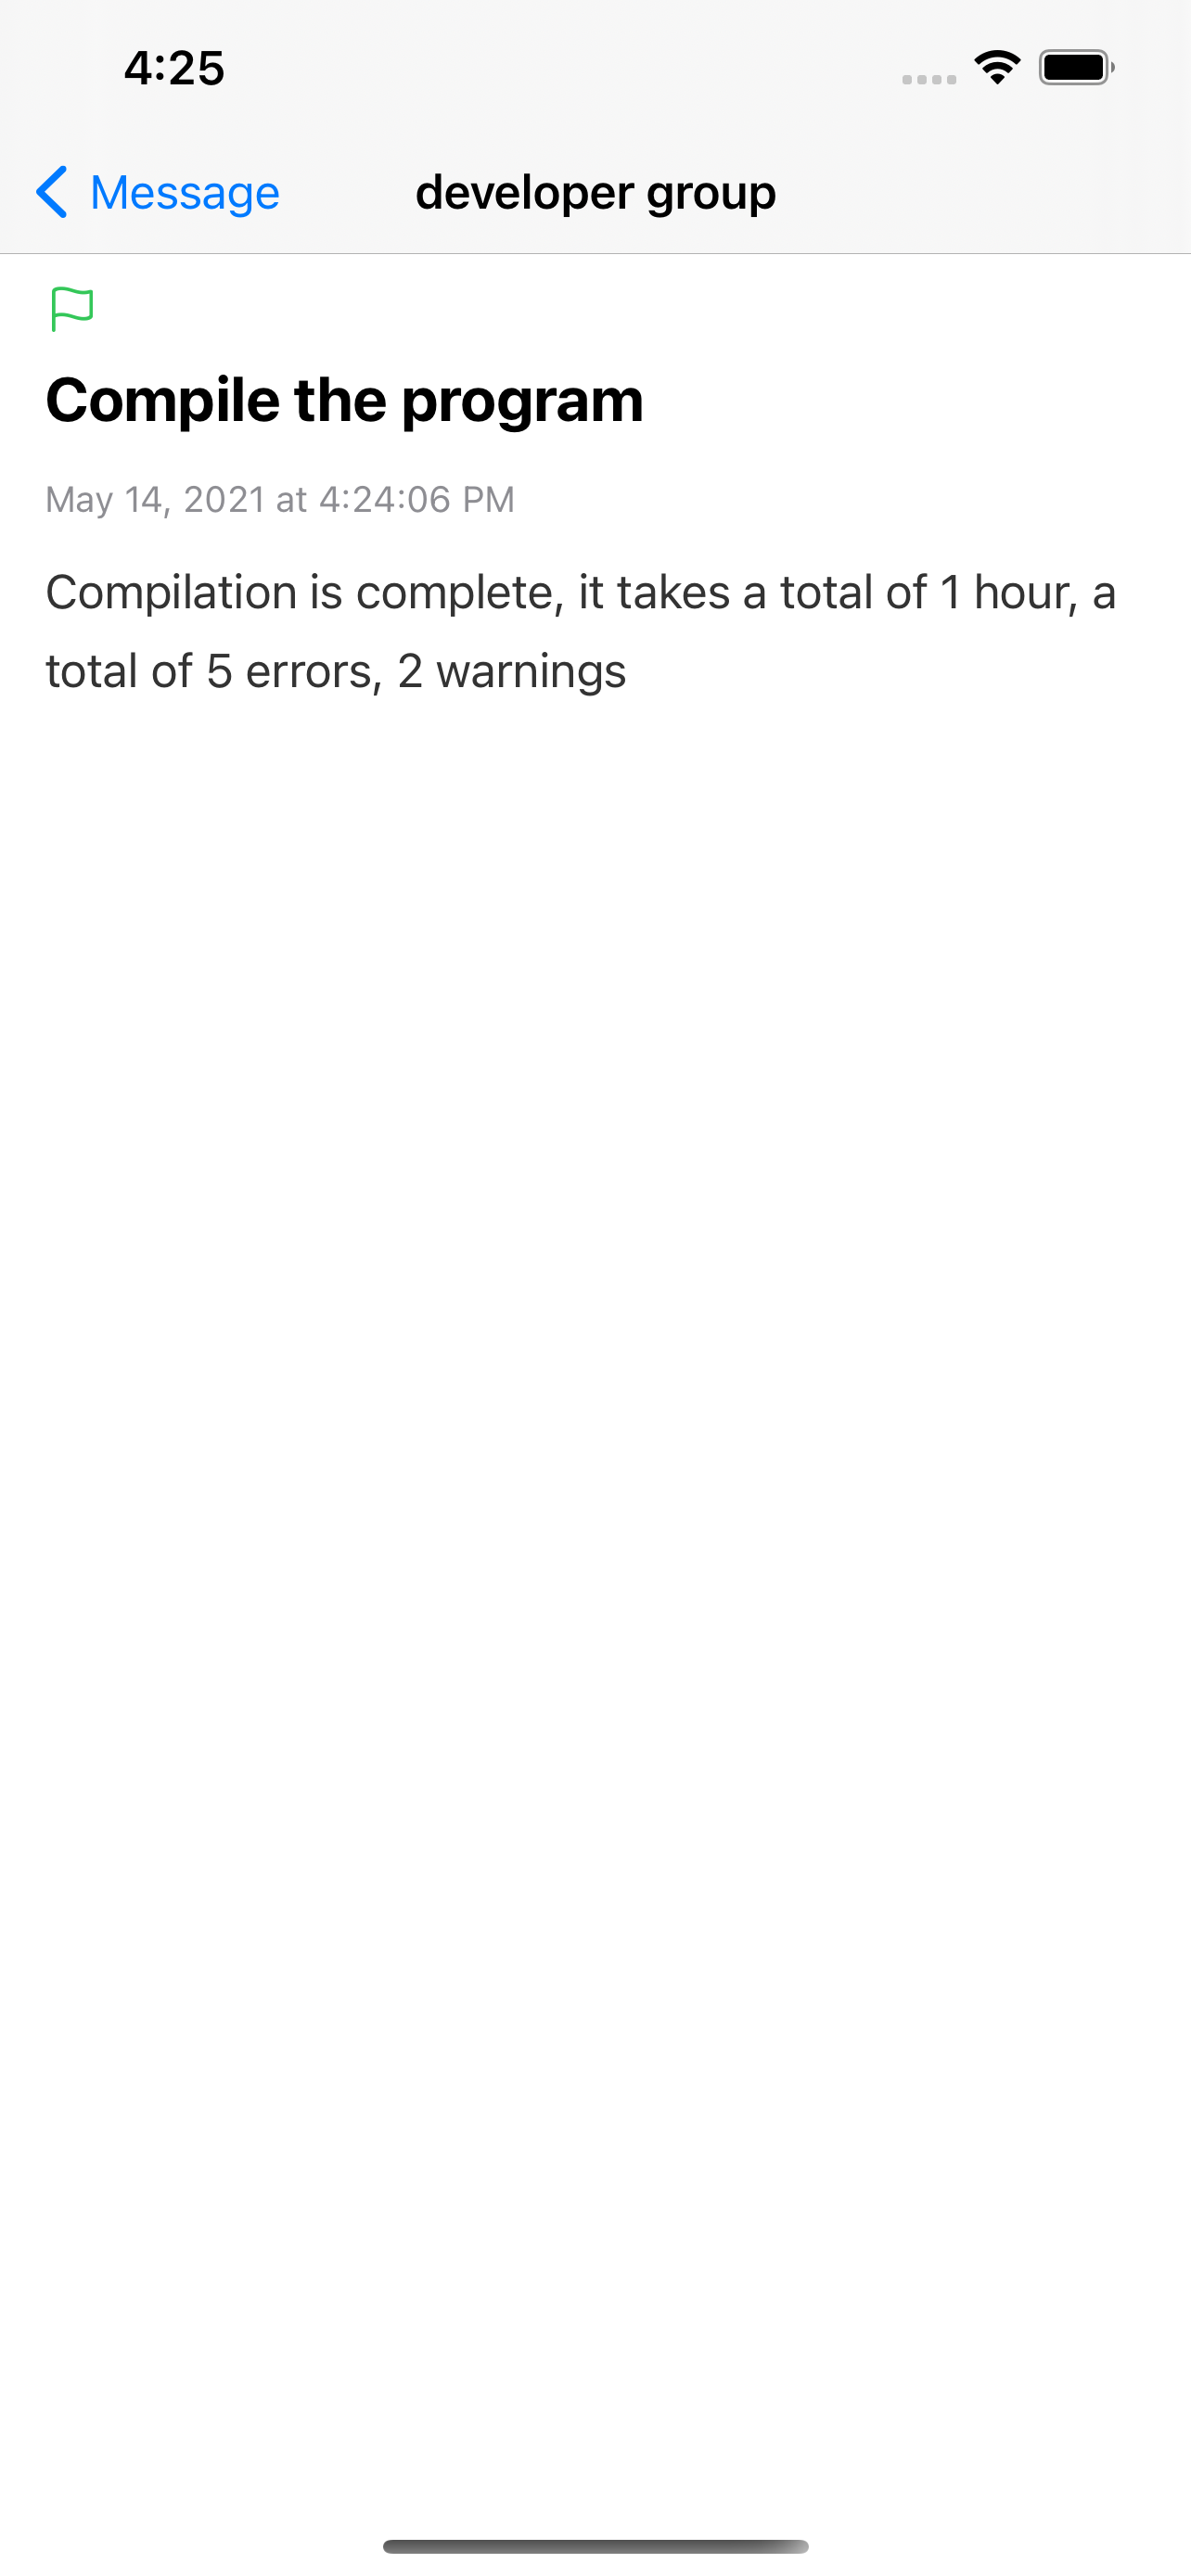 4:25
Message
developer group
Compile the program
May 14, 2021 at 4:24:06 PM
Compilation is complete, it takes a total of 1 hour, a
total of 5 errors, 2 warnings